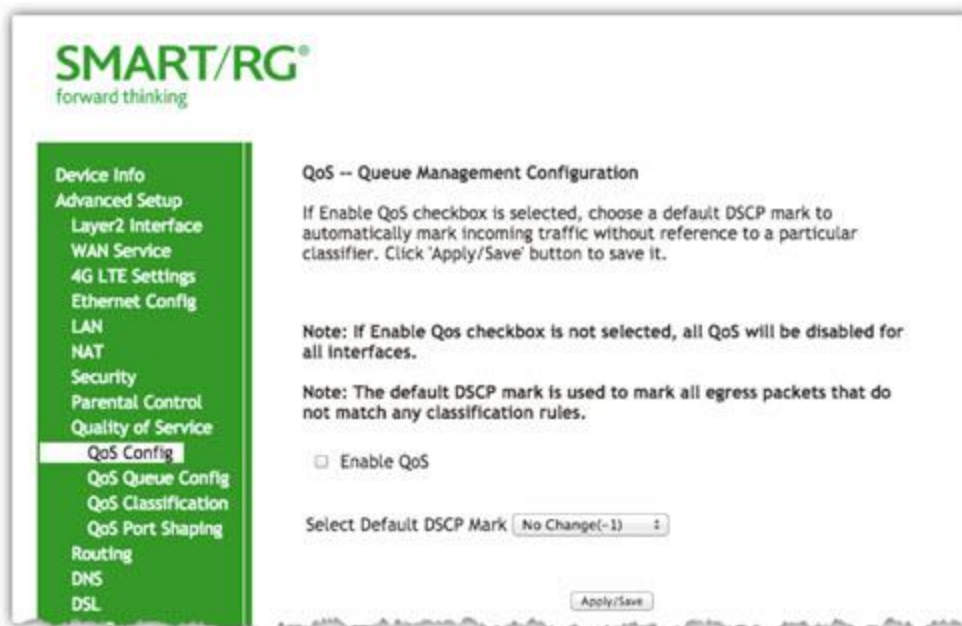 SMART/RG®
forward thinking
Device Info
Advanced Setup
Layer2 Interface
WAN Service
4G LTE Settings
Ethernet Config
LAN
NAT
Security
Parental Control
Quality of Service
QoS Config
QoS Queue Config
QoS Classification
QoS Port Shaping
Routing
DNS
DSL
QoS -- Queue Management Configuration
If Enable QoS checkbox is selected, choose a default DSCP mark to
automatically mark incoming traffic without reference to a particular
classifier. Click 'Apply/Save' button to save it.
Note: If Enable Qos checkbox is not selected, all QoS will be disabled for
all interfaces.
Note: The default DSCP mark is used to mark all egress packets that do
not match any classification rules.
Enable QoS
Select Default DSCP Mark No Change(-1)
Apply/Save